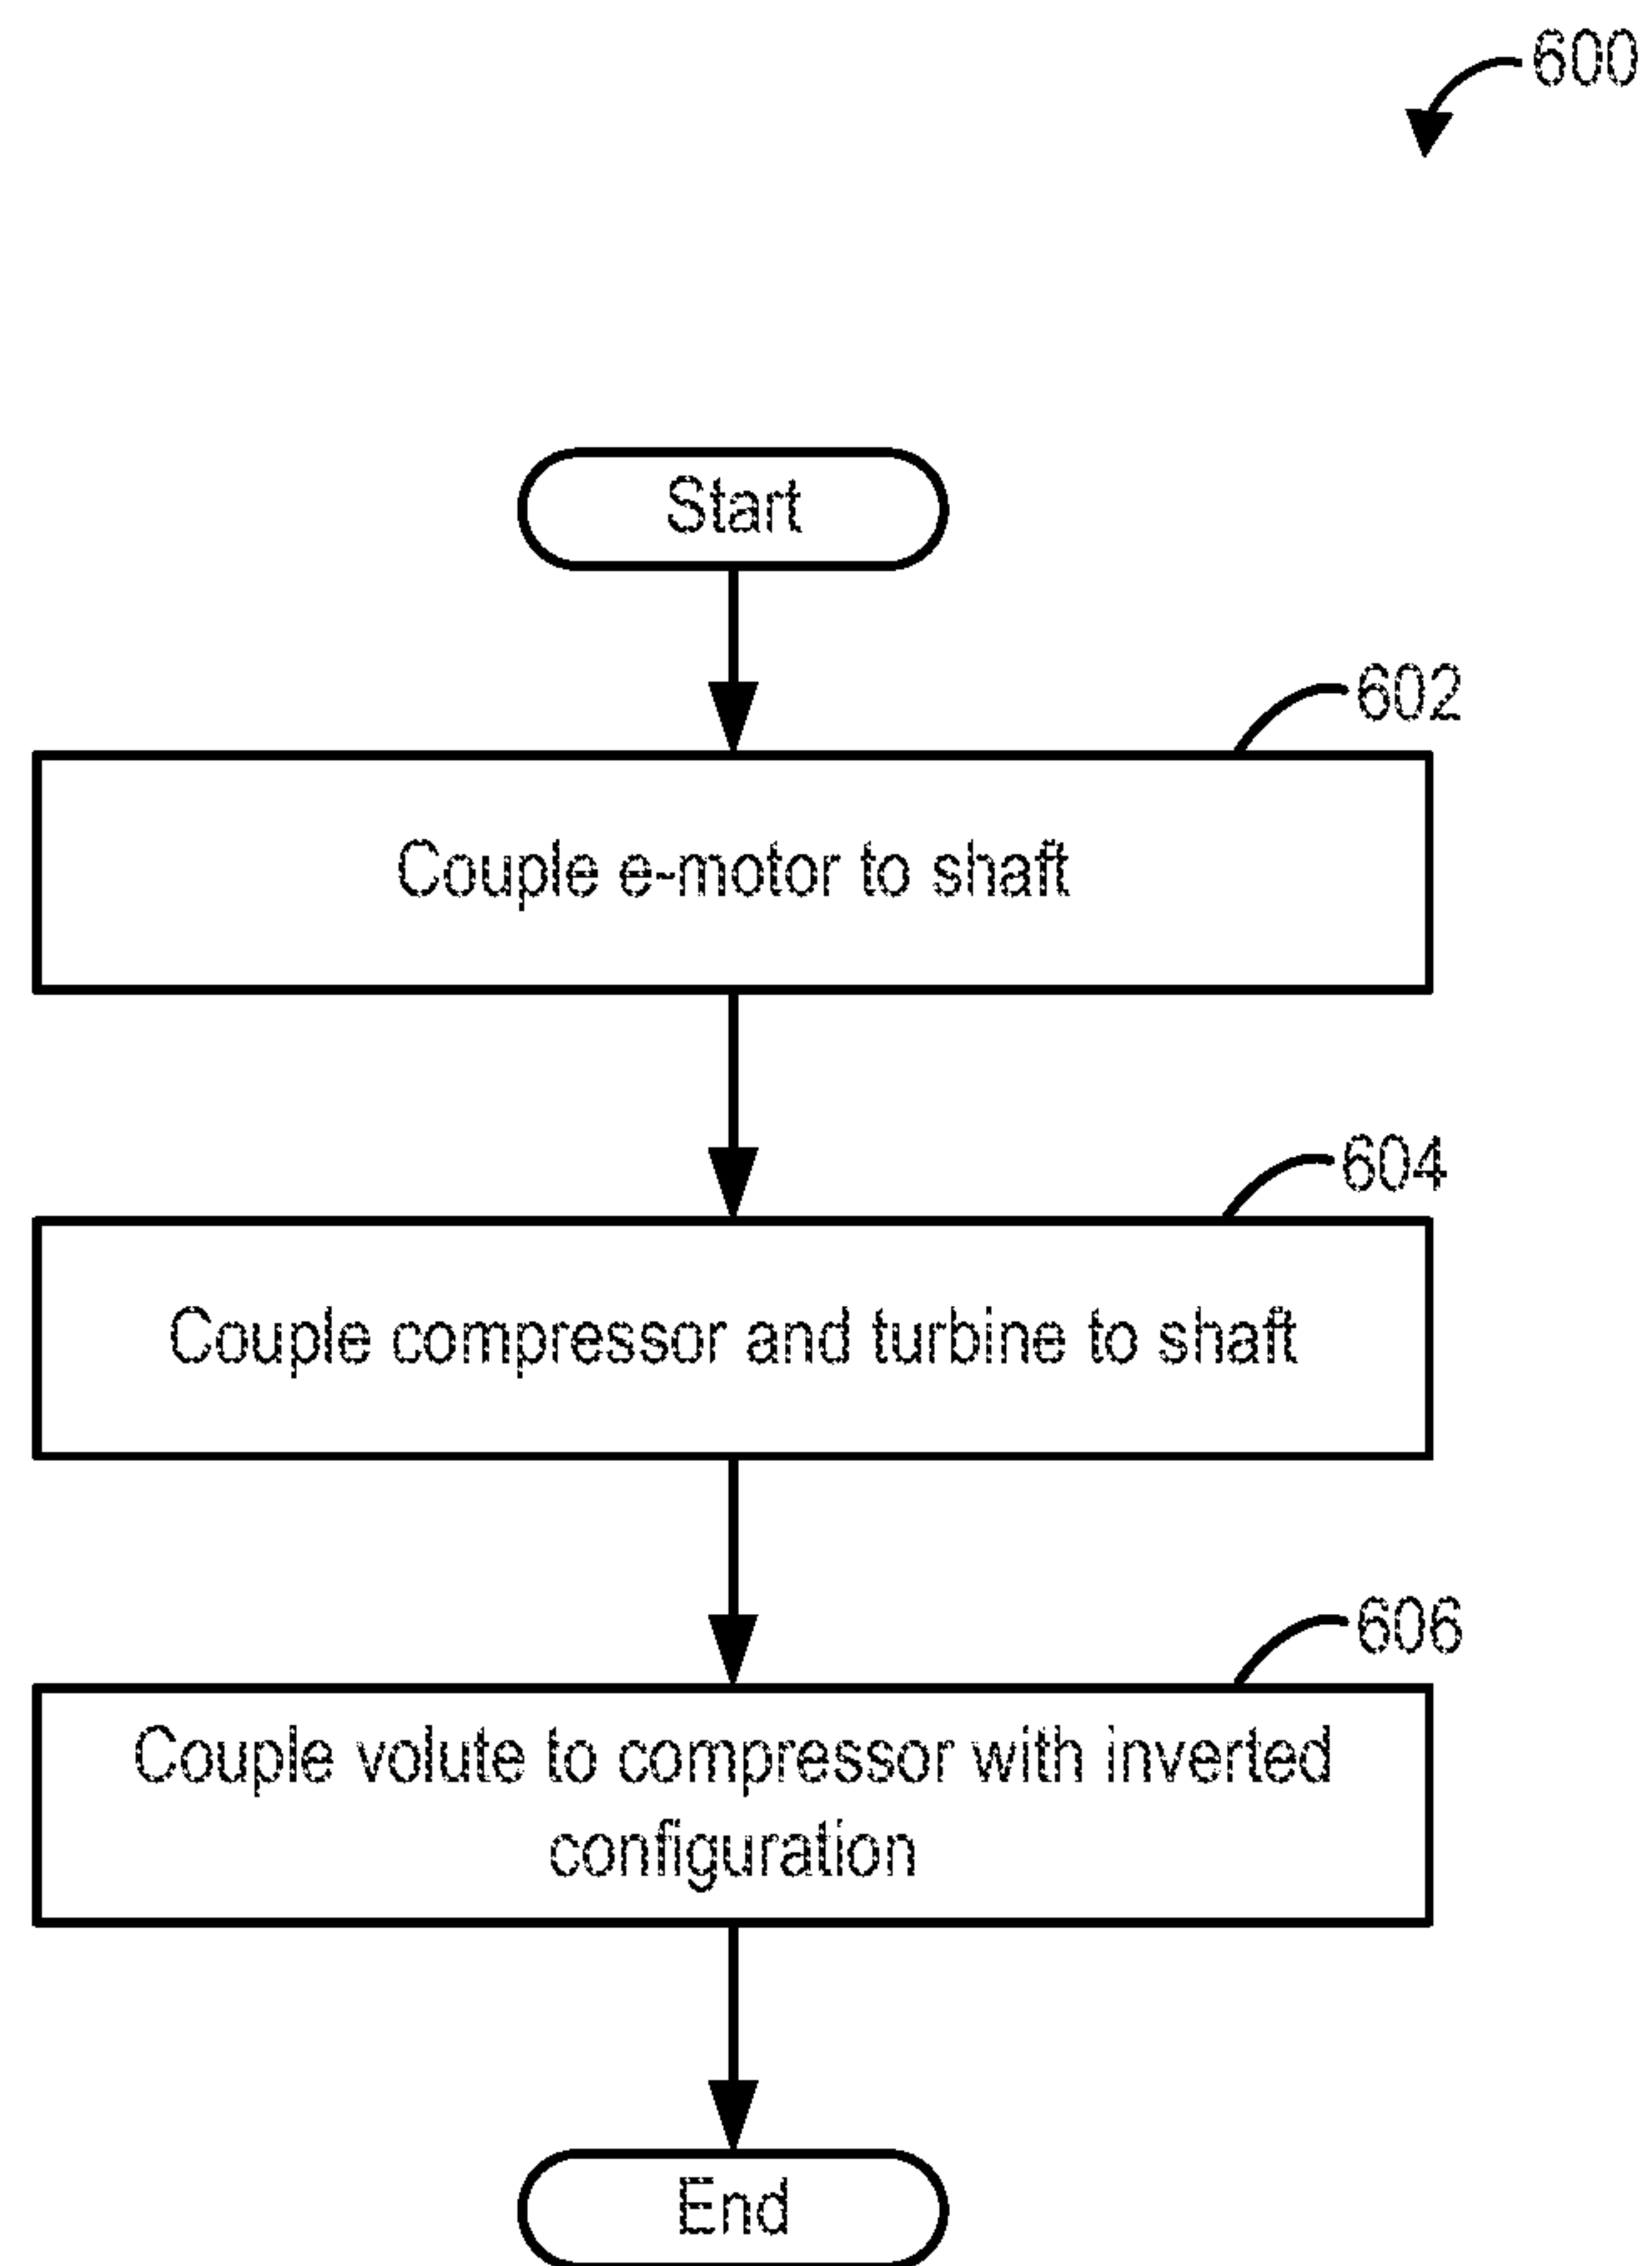 600
Start
602
Couple e-motor to shaft
604
Couple compressor and turbine to shaft
606
Couple volute to compressor with inverted
configuration
End